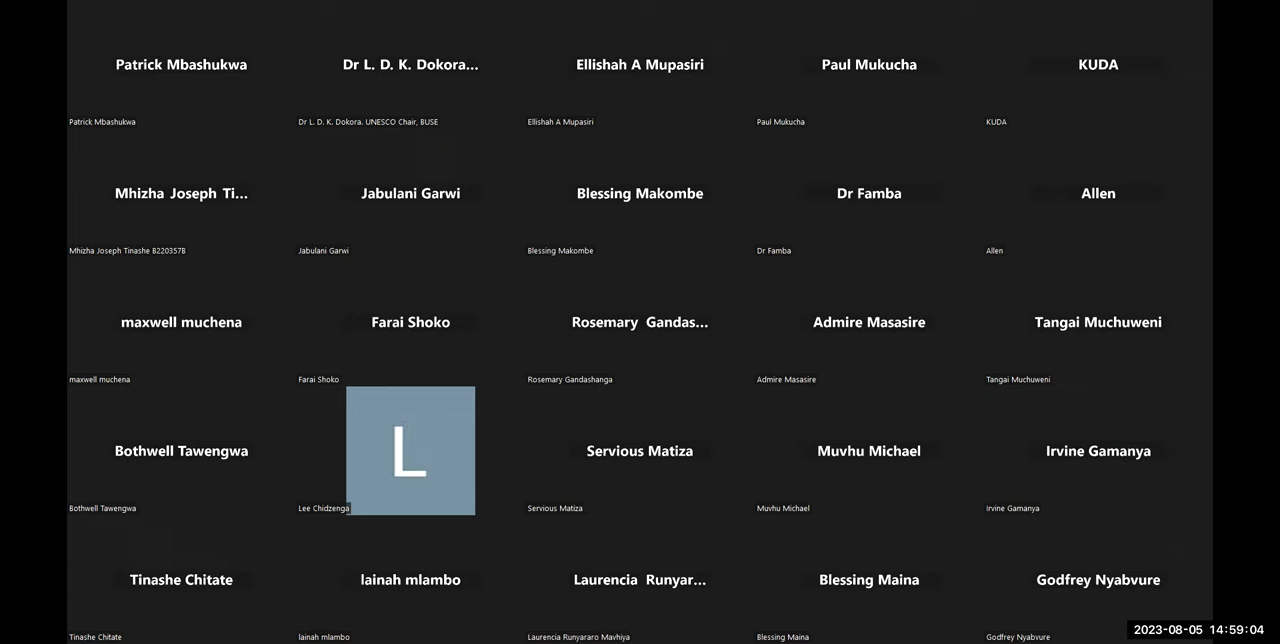 Patrick Mbashukwa
Dr L. D. K. Dokora...
Ellishah A Mupasiri
Paul Mukucha
KUDA
Patrick Mbashukwa
Dr L. D. K. Dokora. UNESCO Chair, BUSE
Ellishah A Mupasiri
Paul Mukucha
KUDA
Mhizha Joseph Ti...
Jabulani Garwi
Blessing Makombe
Dr Famba
Allen
Mhizha Joseph Tinashe B220357B
Jabulani Garwi
Blessing Makombe
Dr Famba
Allen
maxwell muchena
Farai Shoko
Rosemary Gandas...
Admire Masasire
Tangai Muchuweni
maxwell muchena
Farai Shoko
Rosemary Gandashanga
Admire Masasire
Tangai Muchuweni
Bothwell Tawengwa
L
Servious Matiza
Muvhu Michael
Irvine Gamanya
Bothwell Tawengwa
Lee Chidzenga
Servious Matiza
Muvhu Michael
Irvine Gamanya
Tinashe Chitate
lainah mlambo
Laurencia Runyar...
Blessing Maina
Godfrey Nyabvure
Tinashe Chitate
lainah mlambo
Laurencia Runyararo Mavhiya
Blessing Maina
Godfrey Nyabvure
2023-08-05 14:59:04